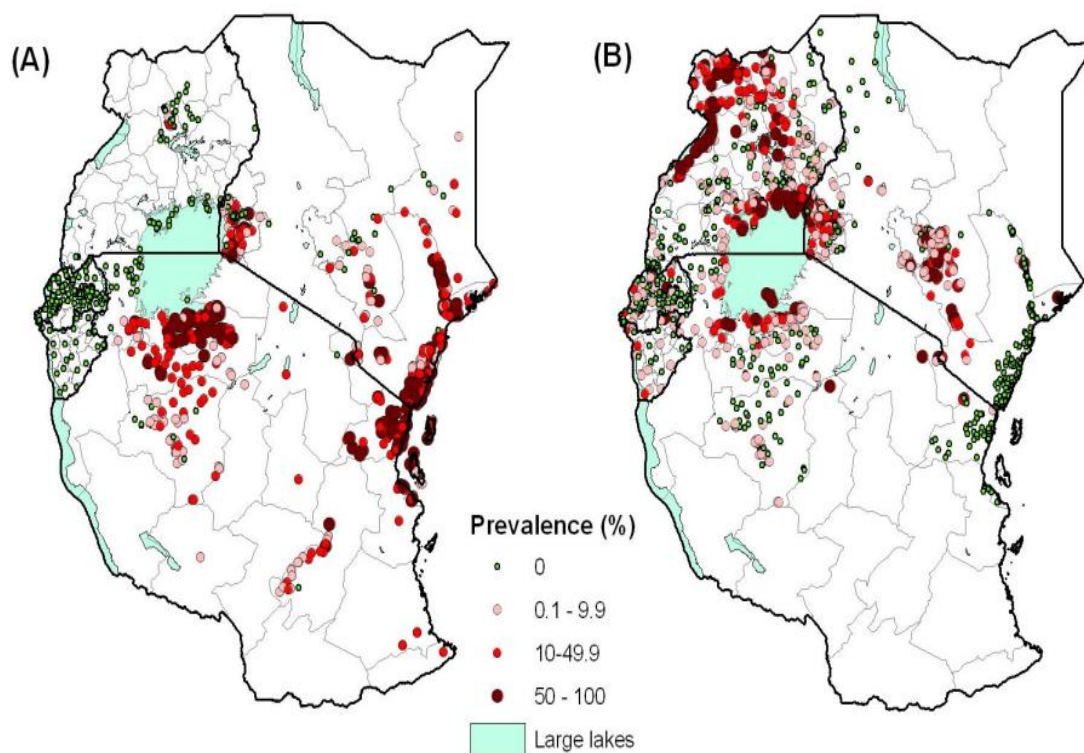 (A)
(B)
Prevalence (%)
0
0.1 - 9.9
10-49.9
50 - 100
Large lakes